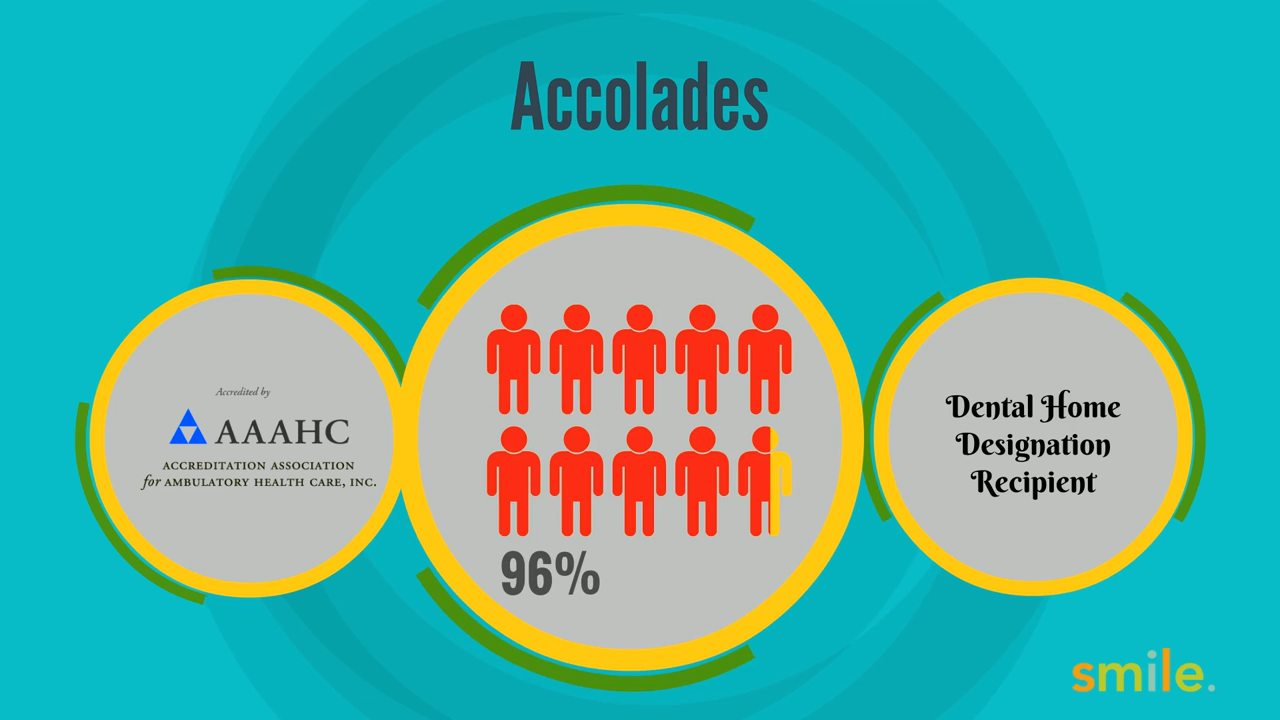 Accolades
Accredited by
AAAHC
ACCREDITATION ASSOCIATION
for AMBULATORY HEALTH CARE, INC.
96%
Dental Home
Designation
Recipient
smile.